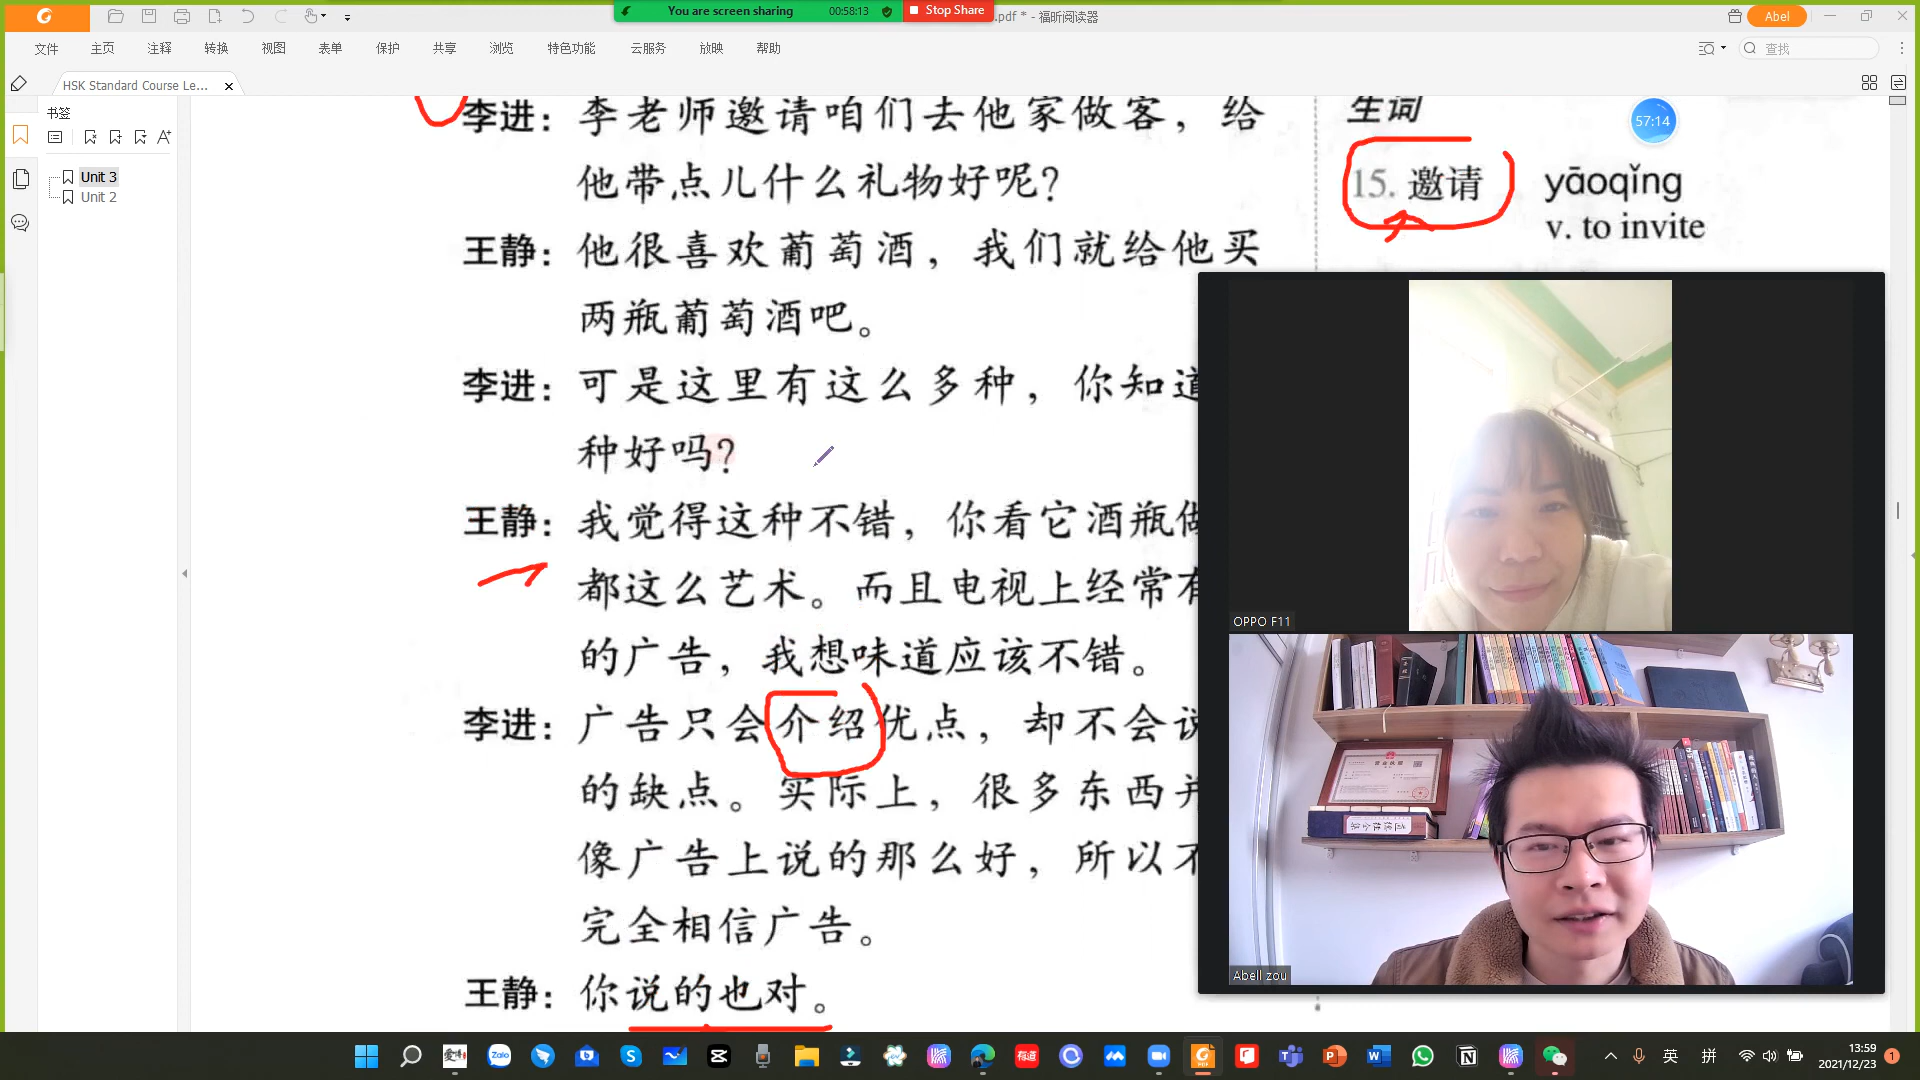 You are screen sharing
00:58:13
Stop Share
.pdf * - 福昕阅读器
Abel
文件
主页
注释
转换
视图
表单
保护
共享
浏览
特色功能
云服务
放映
帮助
查找
HSK Standard Course Le...
书签
Unit 3
Unit 2
李进：李老师邀请咱们去他家做客，给
他带点儿什么礼物好呢？
王静：他很喜欢葡萄酒，我们就给他买
两瓶葡萄酒吧。
李进：可是这里有这么多种，你知道
种好吗？
王静：我觉得这种不错，你看它酒瓶做
都这么艺术。而且电视上经常有
的广告，我想味道应该不错。
李进：广告只会介绍优点，却不会说
的缺点。实际上，很多东西并
像广告上说的那么好，所以不
完全相信广告。
王静：你说的也对。
生词
57:14
15. 邀请 yāoqǐng
v. to invite
OPPO F11
Abell zou
Zalo
有道
英
拼
13:59
2021/12/23
1